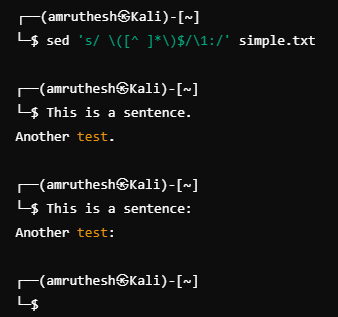 ┌──(amruthesh㉿Kali)-[~]
└─$ sed 's/ \([^ ]*\)$/\1:/' simple.txt
┌──(amruthesh㉿Kali)-[~]
└─$ This is a sentence.
Another test.
┌──(amruthesh㉿Kali)-[~]
└─$ This is a sentence:
Another test:
┌──(amruthesh㉿Kali)-[~]
└─$